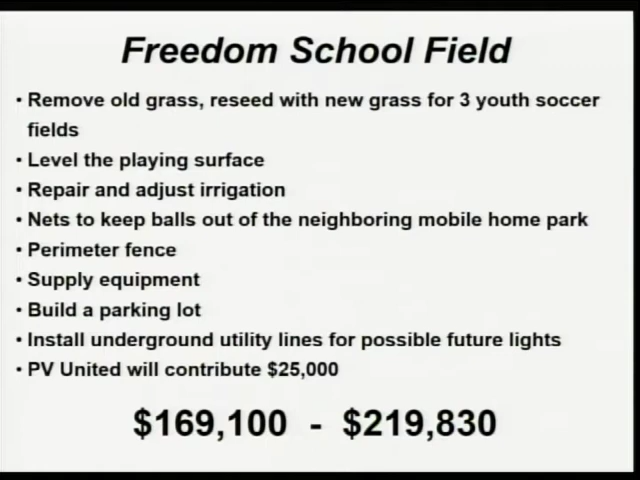 Freedom School Field
• Remove old grass, reseed with new grass for 3 youth soccer
fields
• Level the playing surface
• Repair and adjust irrigation
• Nets to keep balls out of the neighboring mobile home park
• Perimeter fence
• Supply equipment
• Build a parking lot
• Install underground utility lines for possible future lights
• PV United will contribute $25,000
$169,100 - $219,830